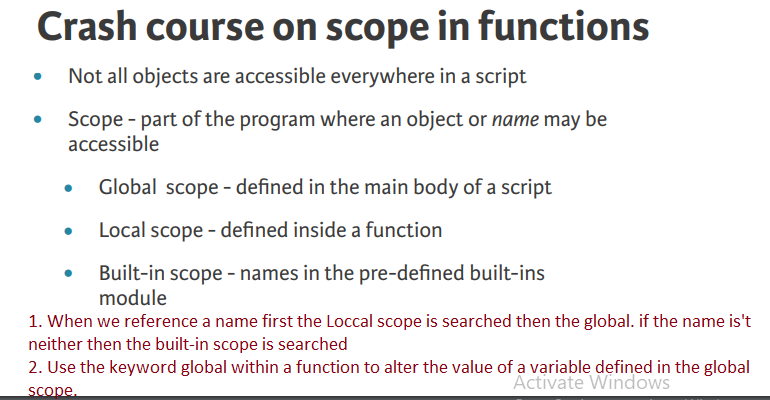 Crash course on scope in functions
• Not all objects are accessible everywhere in a script
• Scope - part of the program where an object or name may be
accessible
• Global scope - defined in the main body of a script
• Local scope - defined inside a function
• Built-in scope - names in the pre-defined built-ins
module
1. When we reference a name first the Loccal scope is searched then the global. if the name is't
neither then the built-in scope is searched
2. Use the keyword global within a function to alter the value of a variable defined in the global
scope.
Activate Windows